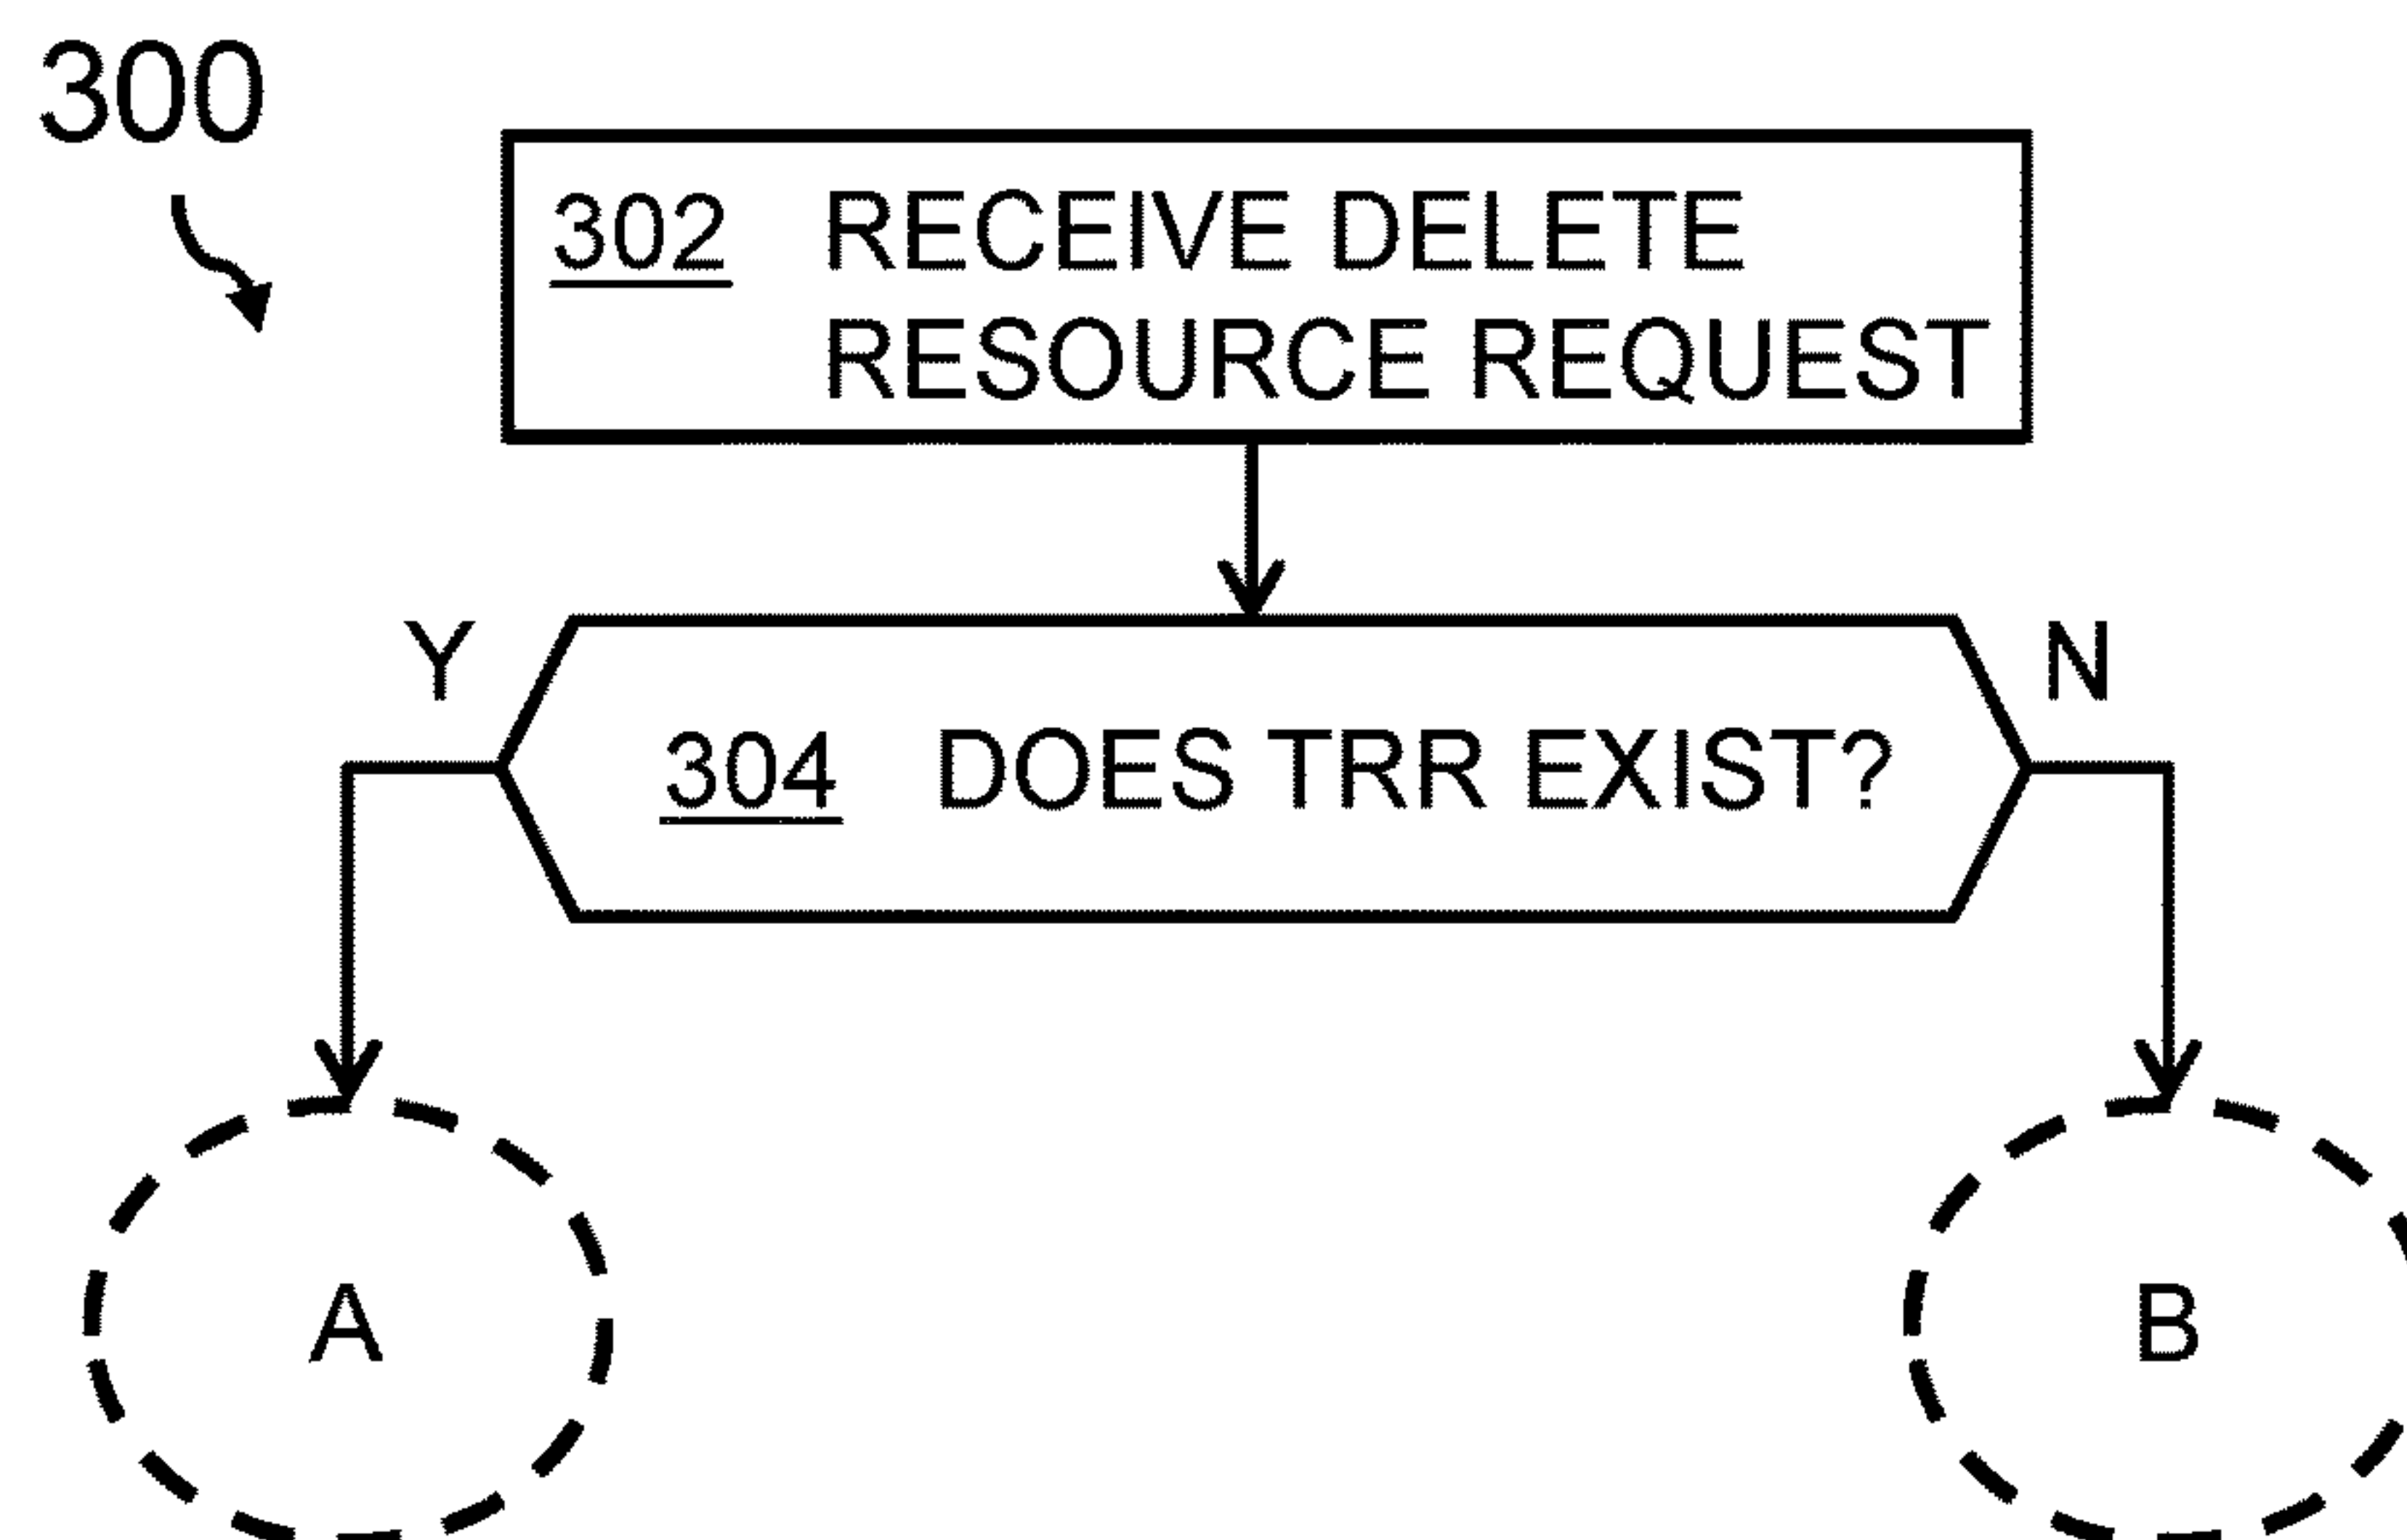 300
302 RECEIVE DELETE
RESOURCE REQUEST
Y
N
304 DOES TRR EXIST?
A
B